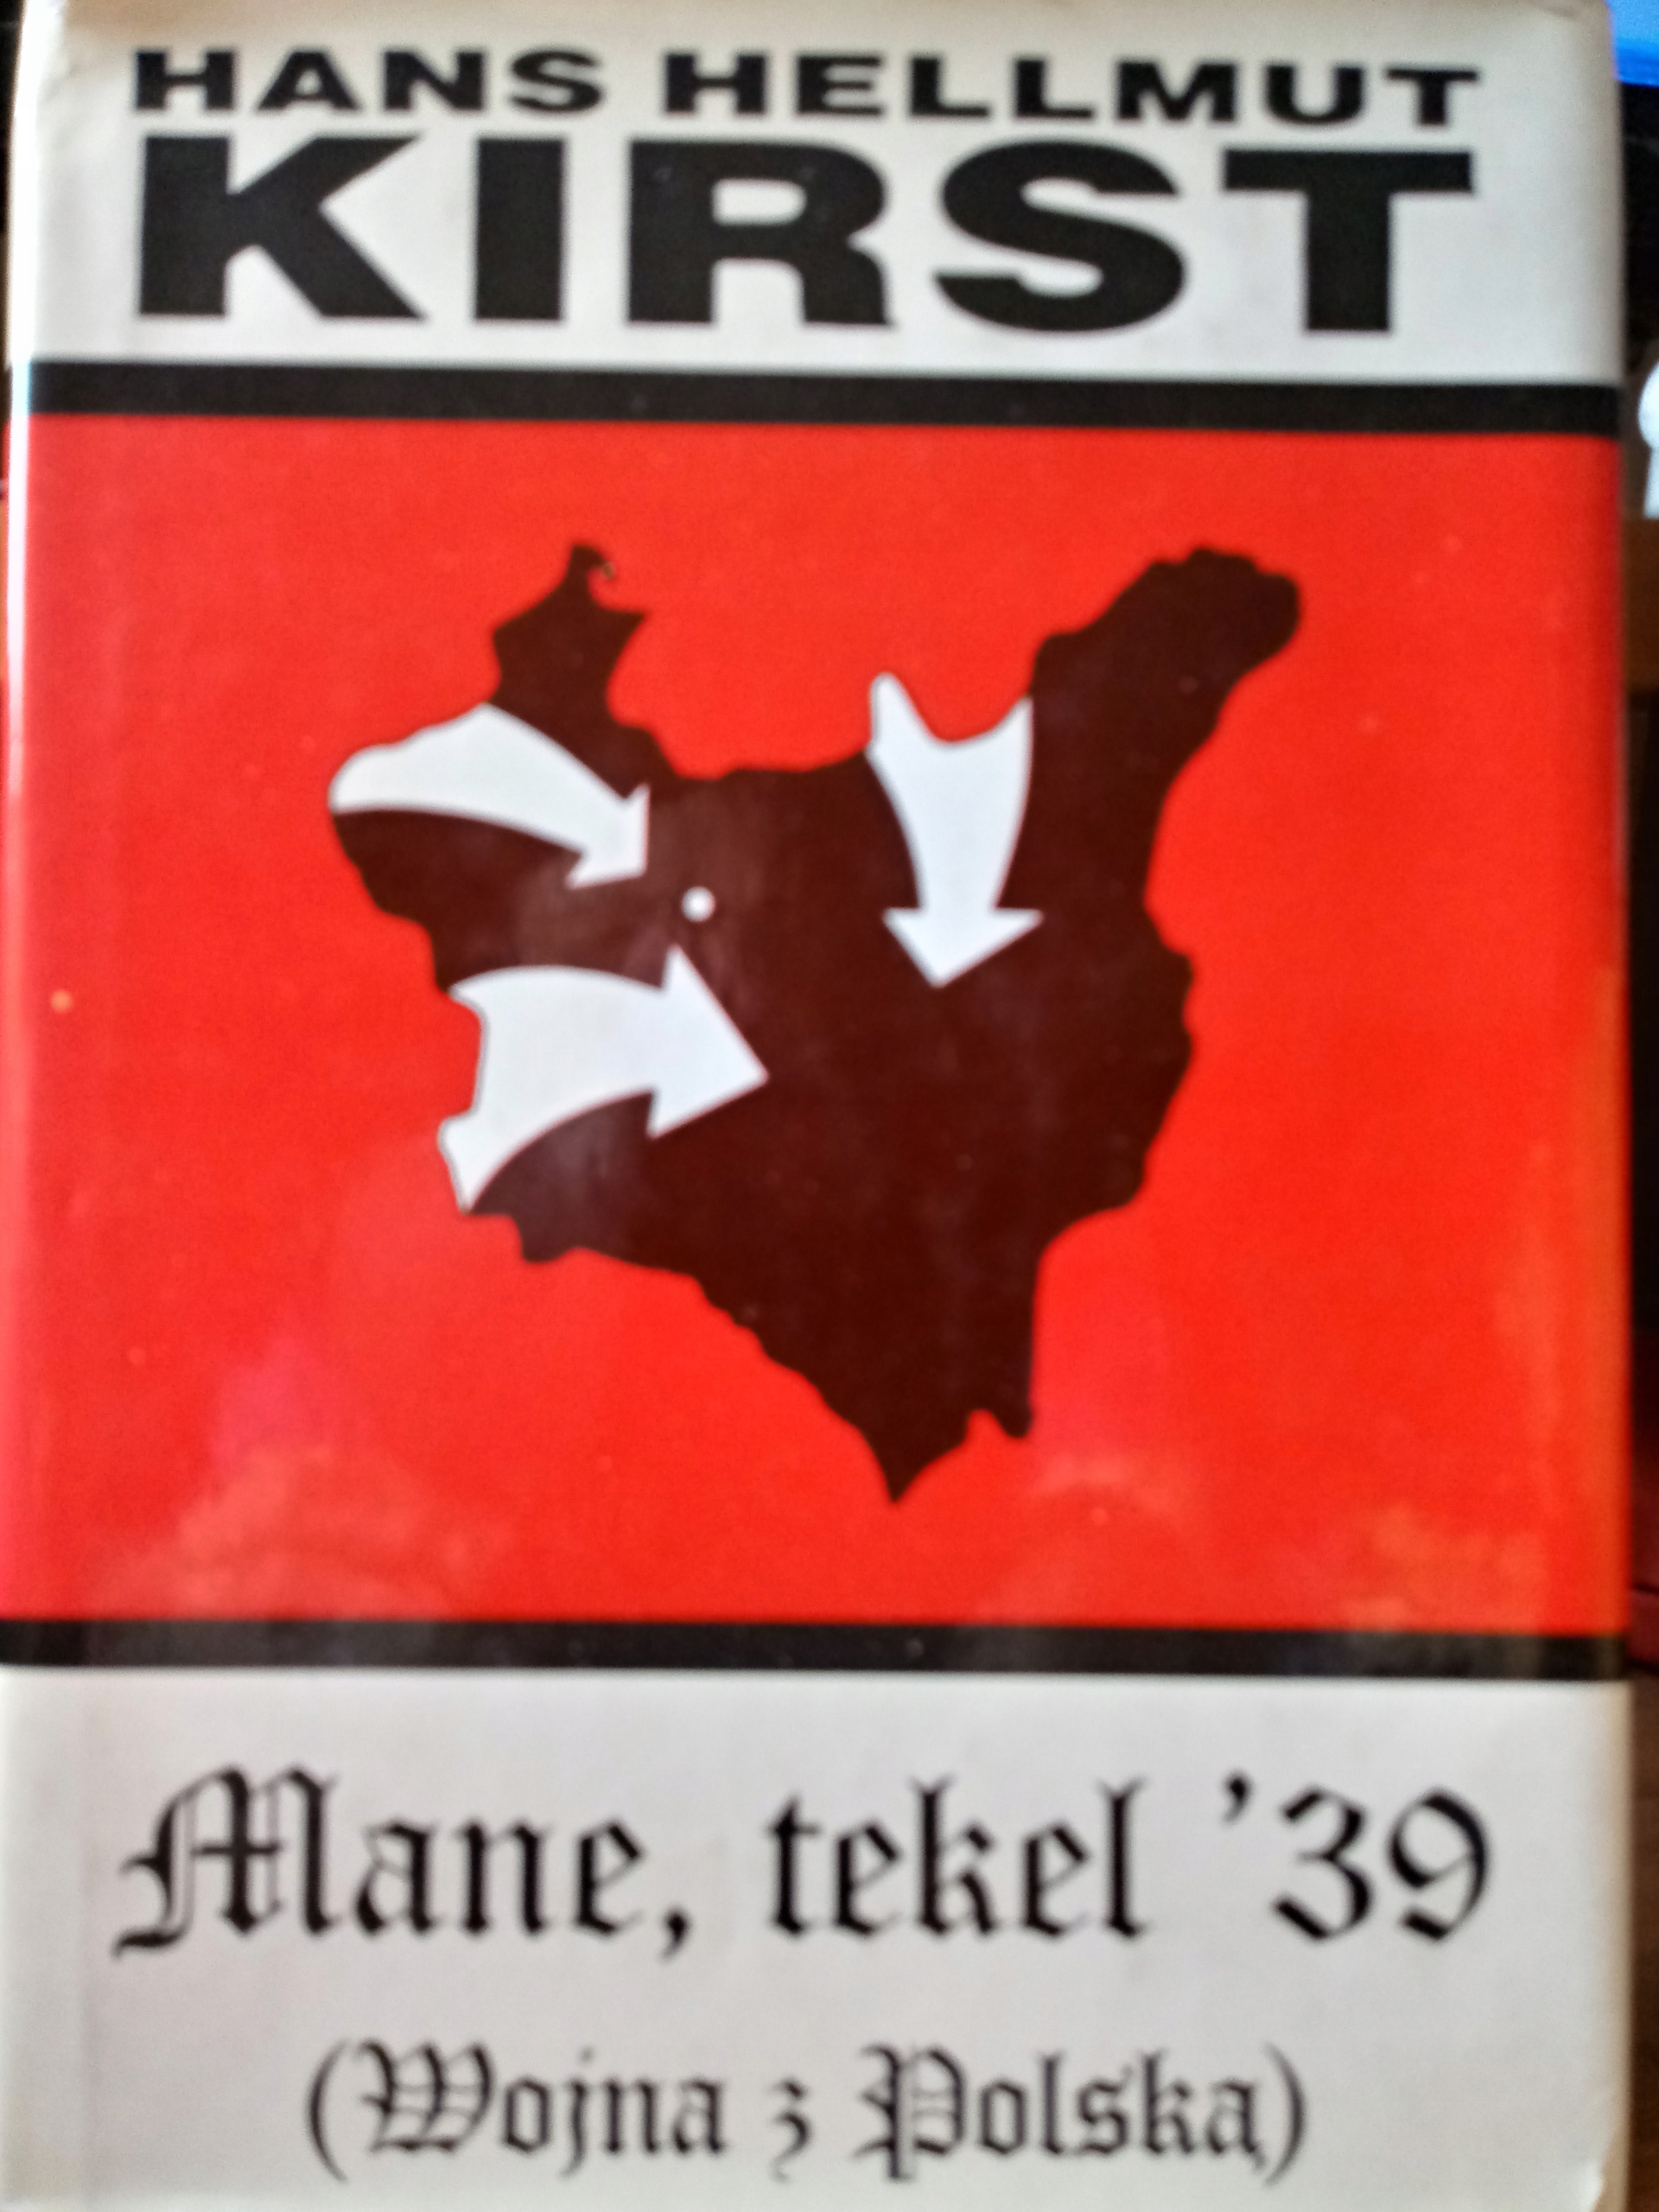 HANS HELLMUT
KIRST
Mane, tekel '39
(Wojna z Polską)